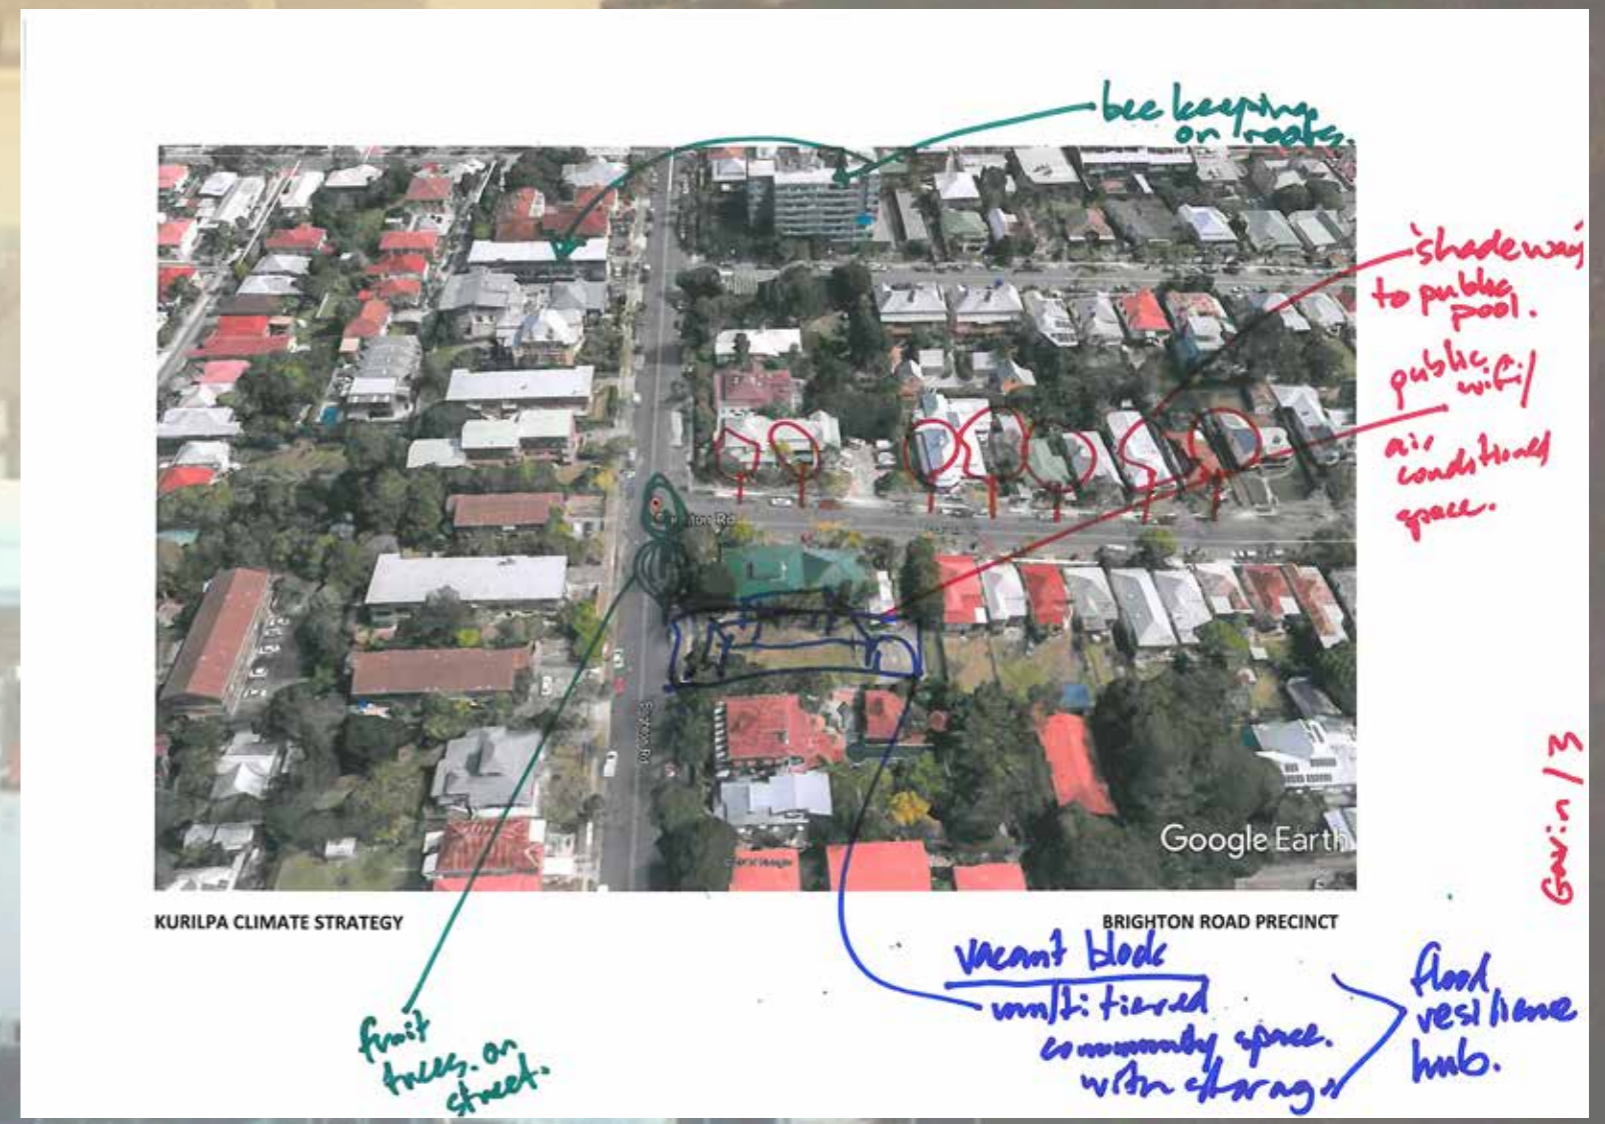 bee keeping
on roofs.
'shadeway'
to public
pool.
public
wifi/
air
conditioned
space.
Gavin / 3
Google Earth
KURILPA CLIMATE STRATEGY
BRIGHTON ROAD PRECINCT
fruit
trees. on
street.
vacant block
multi tiered
community space.
with storage
flood
resilience
hub.